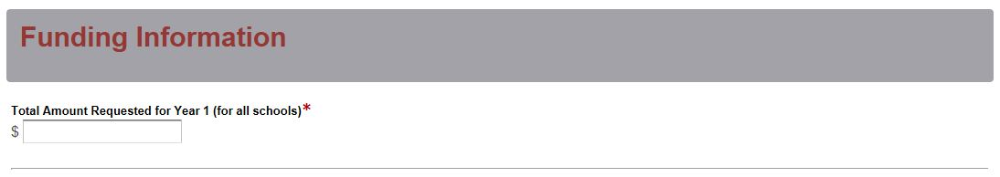 Funding Information
Total Amount Requested for Year 1 (for all schools)*
$